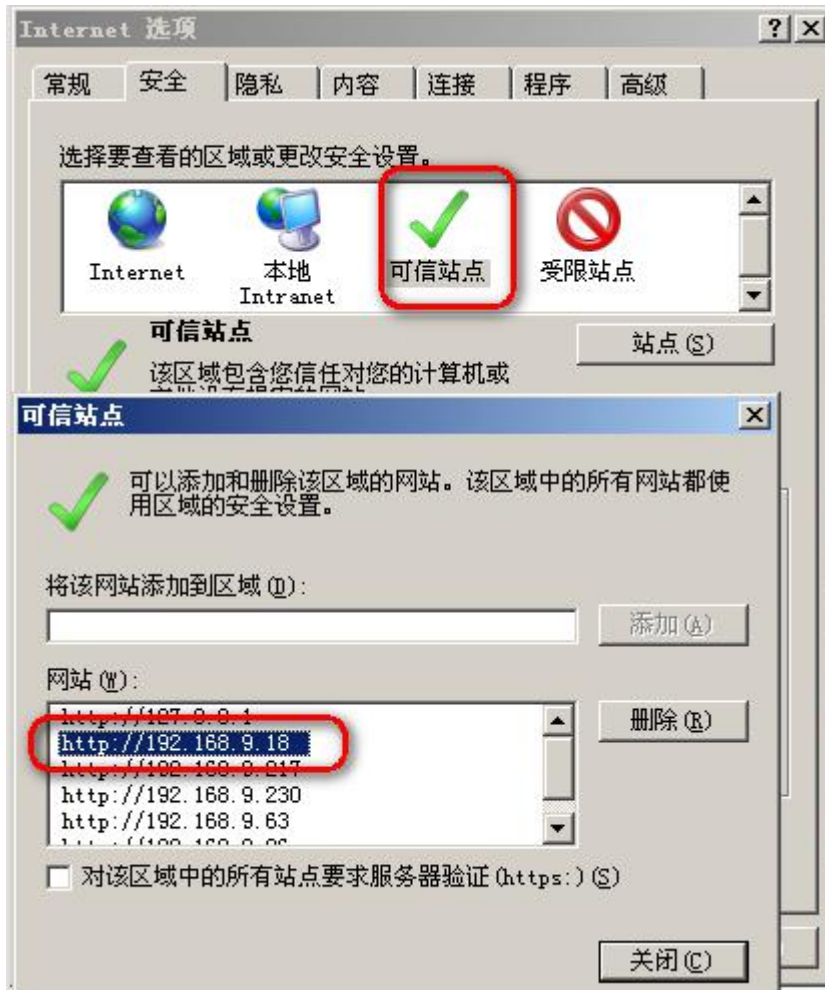 Internet 选项
常规 安全 隐私 内容 连接 程序 高级
选择要查看的区域或更改安全设置。
Internet 本地 Intranet 可信站点 受限站点
可信站点
站点(S)
该区域包含您信任对您的计算机或
可信站点
可以添加和删除该区域的网站。该区域中的所有网站都使
用区域的安全设置。
将该网站添加到区域(D):
添加(A)
网站(W):
http://127.0.0.1
删除(R)
http://192.168.9.18
http://192.168.9.217
http://192.168.9.230
http://192.168.9.63
对该区域中的所有站点要求服务器验证(https:)(S)
关闭(C)